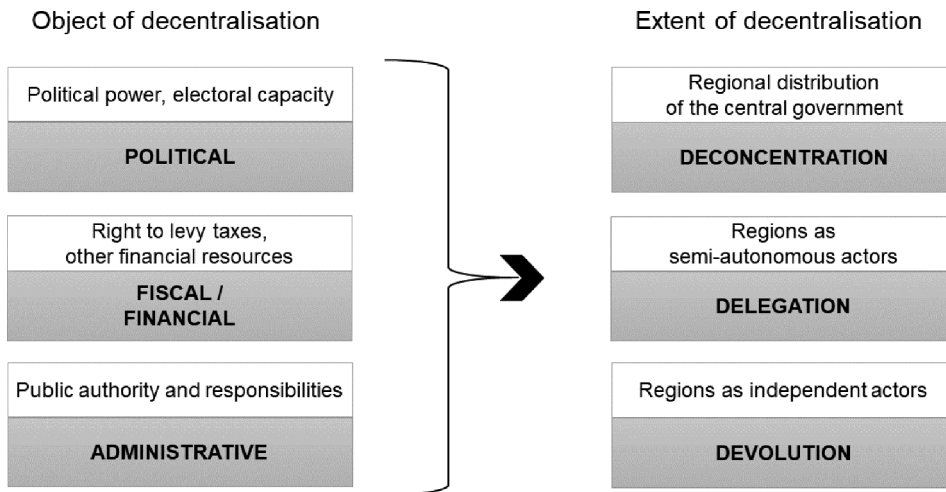 Object of decentralisation
Political power, electoral capacity
POLITICAL
Right to levy taxes,
other financial resources
FISCAL /
FINANCIAL
Public authority and responsibilities
ADMINISTRATIVE
Extent of decentralisation
Regional distribution
of the central government
DECONCENTRATION
Regions as
semi-autonomous actors
DELEGATION
Regions as independent actors
DEVOLUTION